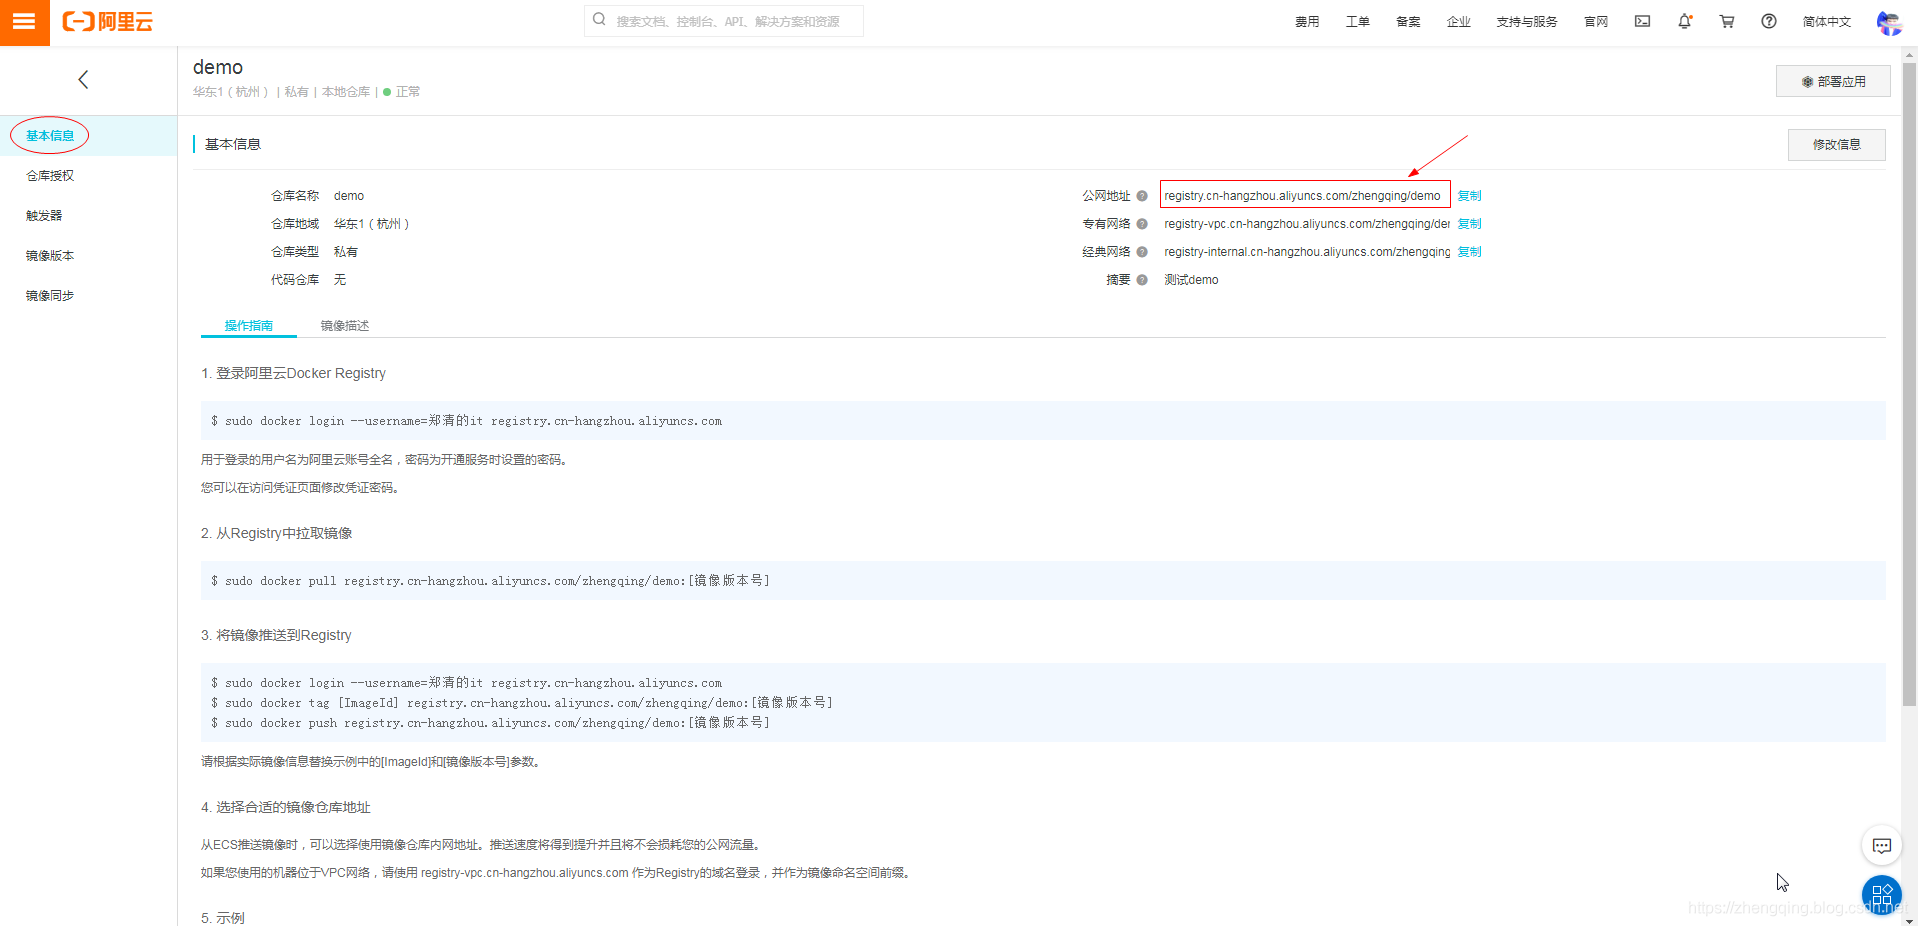 阿里云
搜索文档、控制台、API、解决方案和资源
费用 工单 备案 企业 支持与服务 官网 简体中文
demo
华东1（杭州） | 私有 | 本地仓库 | 正常
部署应用
基本信息
仓库授权
触发器
镜像版本
镜像同步
基本信息
修改信息
仓库名称 demo
公网地址 registry.cn-hangzhou.aliyuncs.com/zhengqing/demo 复制
仓库地域 华东1（杭州）
专有网络 registry-vpc.cn-hangzhou.aliyuncs.com/zhengqing/der 复制
仓库类型 私有
经典网络 registry-internal.cn-hangzhou.aliyuncs.com/zhengqing 复制
代码仓库 无
摘要 测试demo
操作指南 镜像描述
1. 登录阿里云Docker Registry
$ sudo docker login --username=郑清的it registry.cn-hangzhou.aliyuncs.com
用于登录的用户名为阿里云账号全名，密码为开通服务时设置的密码。
您可以在访问凭证页面修改凭证密码。
2. 从Registry中拉取镜像
$ sudo docker pull registry.cn-hangzhou.aliyuncs.com/zhengqing/demo:[镜像版本号]
3. 将镜像推送到Registry
$ sudo docker login --username=郑清的it registry.cn-hangzhou.aliyuncs.com
$ sudo docker tag [ImageId] registry.cn-hangzhou.aliyuncs.com/zhengqing/demo:[镜像版本号]
$ sudo docker push registry.cn-hangzhou.aliyuncs.com/zhengqing/demo:[镜像版本号]
请根据实际镜像信息替换示例中的[ImageId]和[镜像版本号]参数。
4. 选择合适的镜像仓库地址
从ECS推送镜像时，可以选择使用镜像仓库内网地址。推送速度将得到提升并且将不会损耗您的公网流量。
如果您使用的机器位于VPC网络，请使用 registry-vpc.cn-hangzhou.aliyuncs.com 作为Registry的域名登录，并作为镜像命名空间前缀。
5. 示例
https://zhengqing.blog.csdn.net